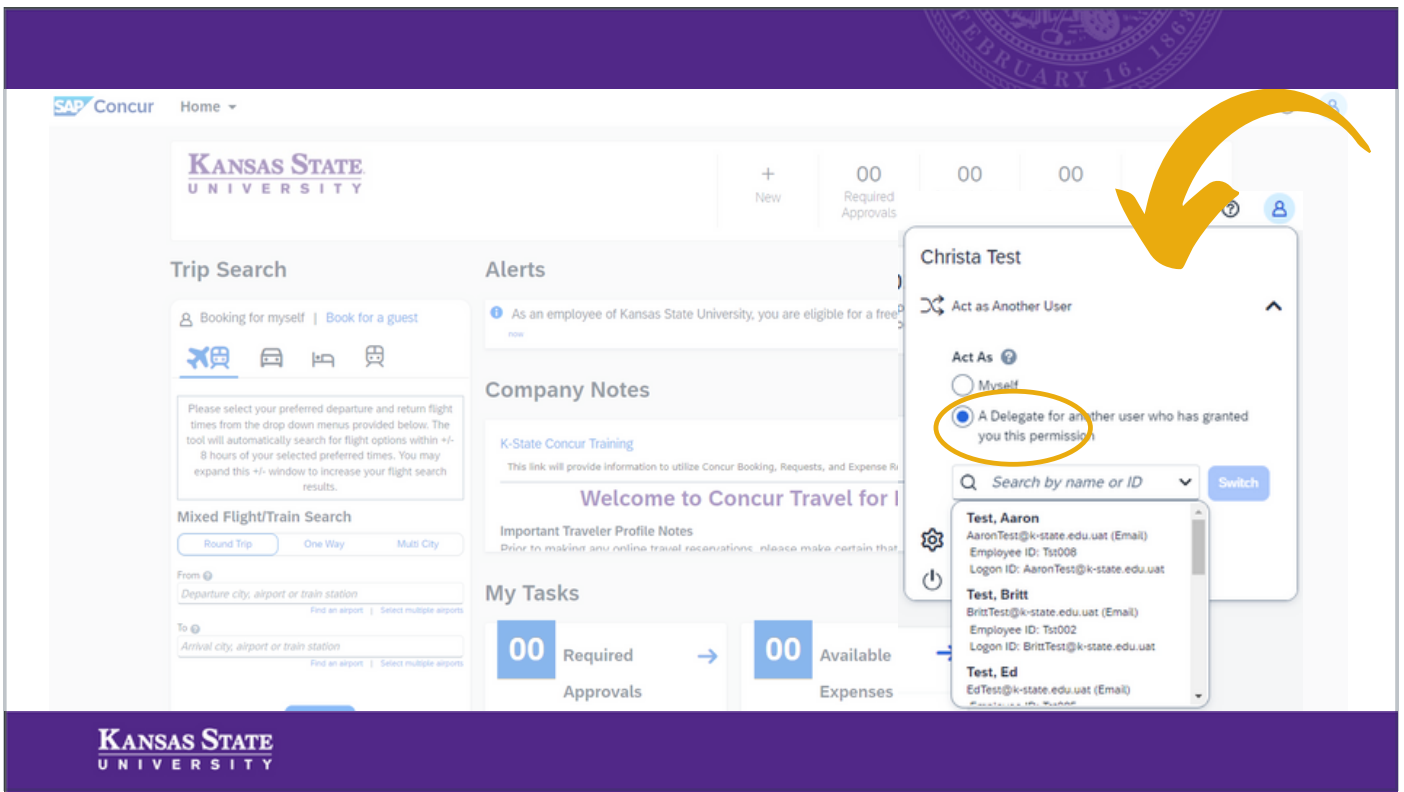 FEBRUARY 16, 1863
SAP Concur
Home
KANSAS STATE
UNIVERSITY
+
New
00
Required
Approvals
00
00
Trip Search
Booking for myself | Book for a guest
Please select your preferred departure and return flight
times from the drop down menus provided below. The
tool will automatically search for flight options within +/-
8 hours of your selected preferred times. You may
expand this +/- window to increase your flight search
results.
Mixed Flight/Train Search
Round Trip
One Way
Multi City
From
Departure city, airport or train station
Find an airport | Select multiple airports
To
Arrival city, airport or train station
Find an airport | Select multiple airports
Alerts
As an employee of Kansas State University, you are eligible for a free
now
Company Notes
K-State Concur Training
This link will provide information to utilize Concur Booking, Requests, and Expense
Welcome to Concur Travel for
Important Traveler Profile Notes
Prior to making any online travel reservations, please make certain that
My Tasks
00
Required
Approvals
00
Available
Expenses
Christa Test
Act as Another User
Act As
Myself
A Delegate for another user who has granted
you this permission
Search by name or ID
Switch
Test, Aaron
AaronTest@k-state.edu.uat (Email)
Employee ID: Tst008
Logon ID: AaronTest@k-state.edu.uat
Test, Britt
BrittTest@k-state.edu.uat (Email)
Employee ID: Tst002
Logon ID: BrittTest@k-state.edu.uat
Test, Ed
EdTest@k-state.edu.uat (Email)
KANSAS STATE
UNIVERSITY